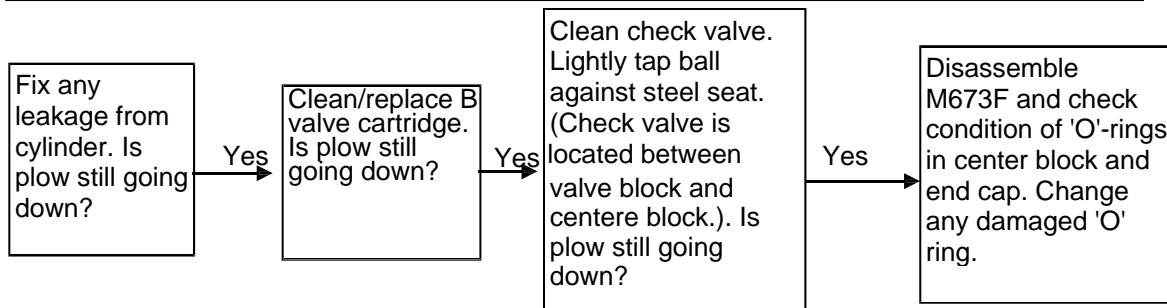 Fix any
leakage from
cylinder. Is
plow still going
down?
Yes
Clean/replace B
valve cartridge.
Is plow still
going down?
Yes
Clean check valve.
Lightly tap ball
against steel seat.
(Check valve is
located between
valve block and
centere block.). Is
plow still going
down?
Yes
Disassemble
M673F and check
condition of 'O'-rings
in center block and
end cap. Change
any damaged 'O'
ring.